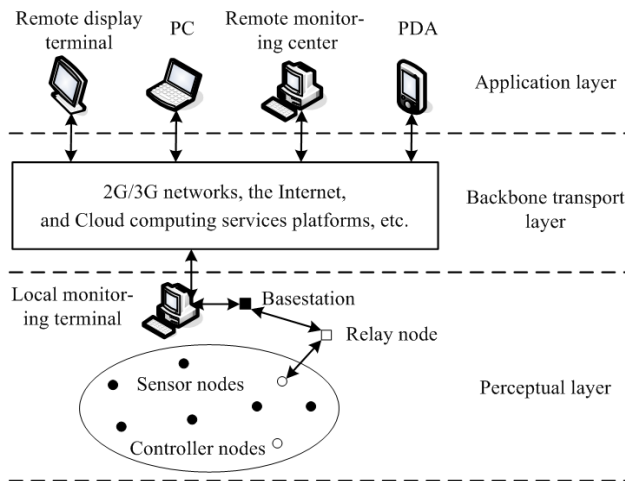 Remote display
terminal
PC
Remote monitor-
ing center
PDA
Application layer
2G/3G networks, the Internet,
and Cloud computing services platforms, etc.
Backbone transport
layer
Local monitor-
ing terminal
Basestation
Relay node
Sensor nodes
Controller nodes
Perceptual layer